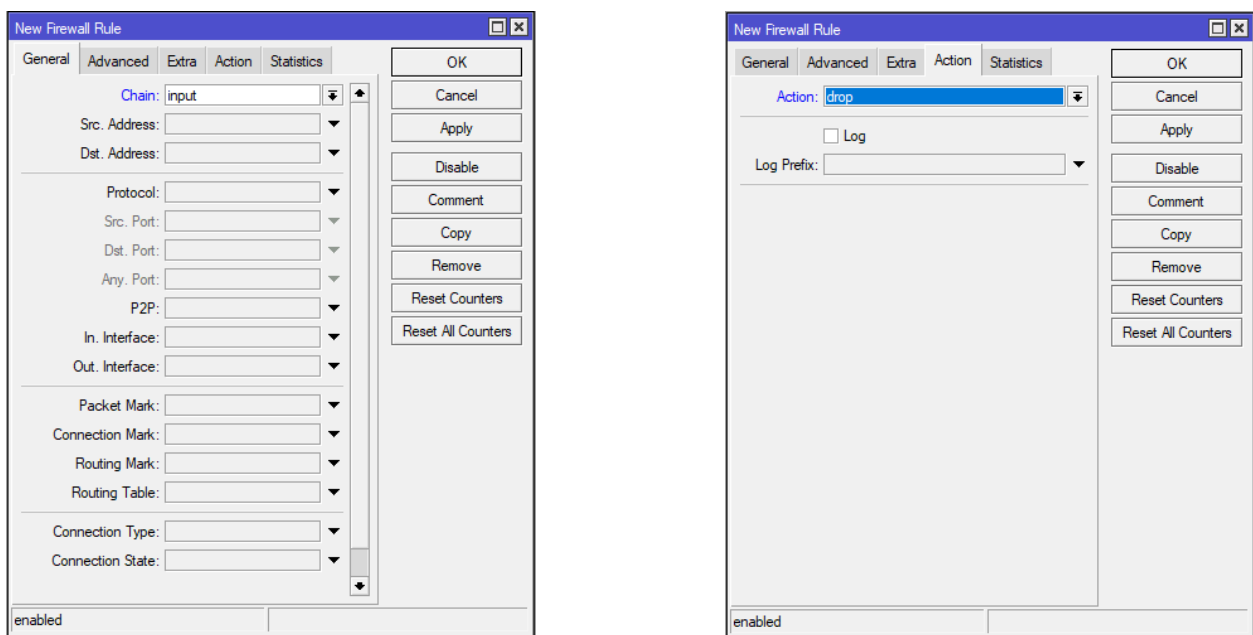 New Firewall Rule
General Advanced Extra Action Statistics
Chain: input
Src. Address:
Dst. Address:
Protocol:
Src. Port:
Dst. Port:
Any. Port:
P2P:
In. Interface:
Out. Interface:
Packet Mark:
Connection Mark:
Routing Mark:
Routing Table:
Connection Type:
Connection State:
OK
Cancel
Apply
Disable
Comment
Copy
Remove
Reset Counters
Reset All Counters
enabled
New Firewall Rule
General Advanced Extra Action Statistics
Action: drop
Log
Log Prefix:
OK
Cancel
Apply
Disable
Comment
Copy
Remove
Reset Counters
Reset All Counters
enabled